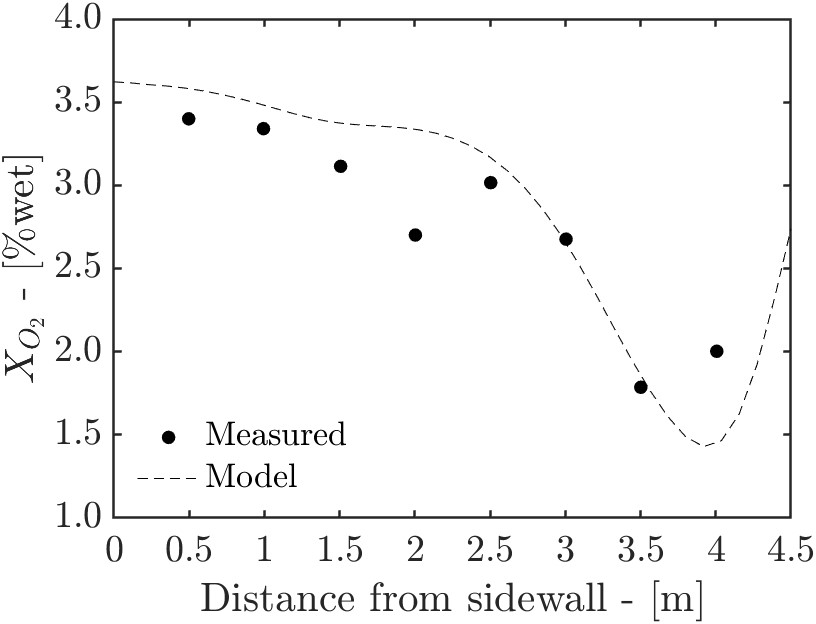 4.0
3.5
3.0
2.5
2.0
1.5
1.0
X_{O_2} - [%wet]
Measured
Model
0 0.5 1 1.5 2 2.5 3 3.5 4 4.5
Distance from sidewall - [m]